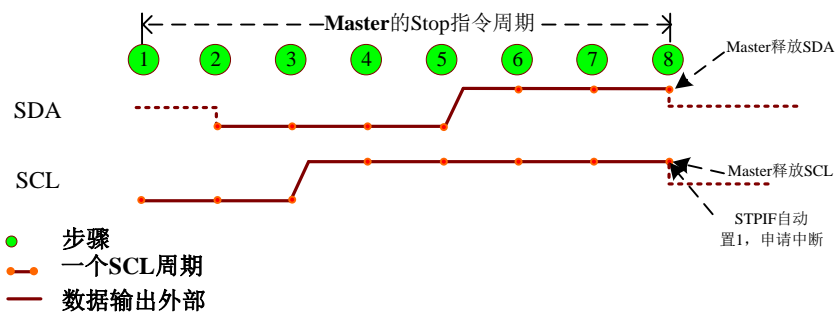 Master的Stop指令周期
1 2 3 4 5 6 7 8
Master释放SDA
SDA
SCL
Master释放SCL
STPIF自动
置1，申请中断
步骤
一个SCL周期
数据输出外部